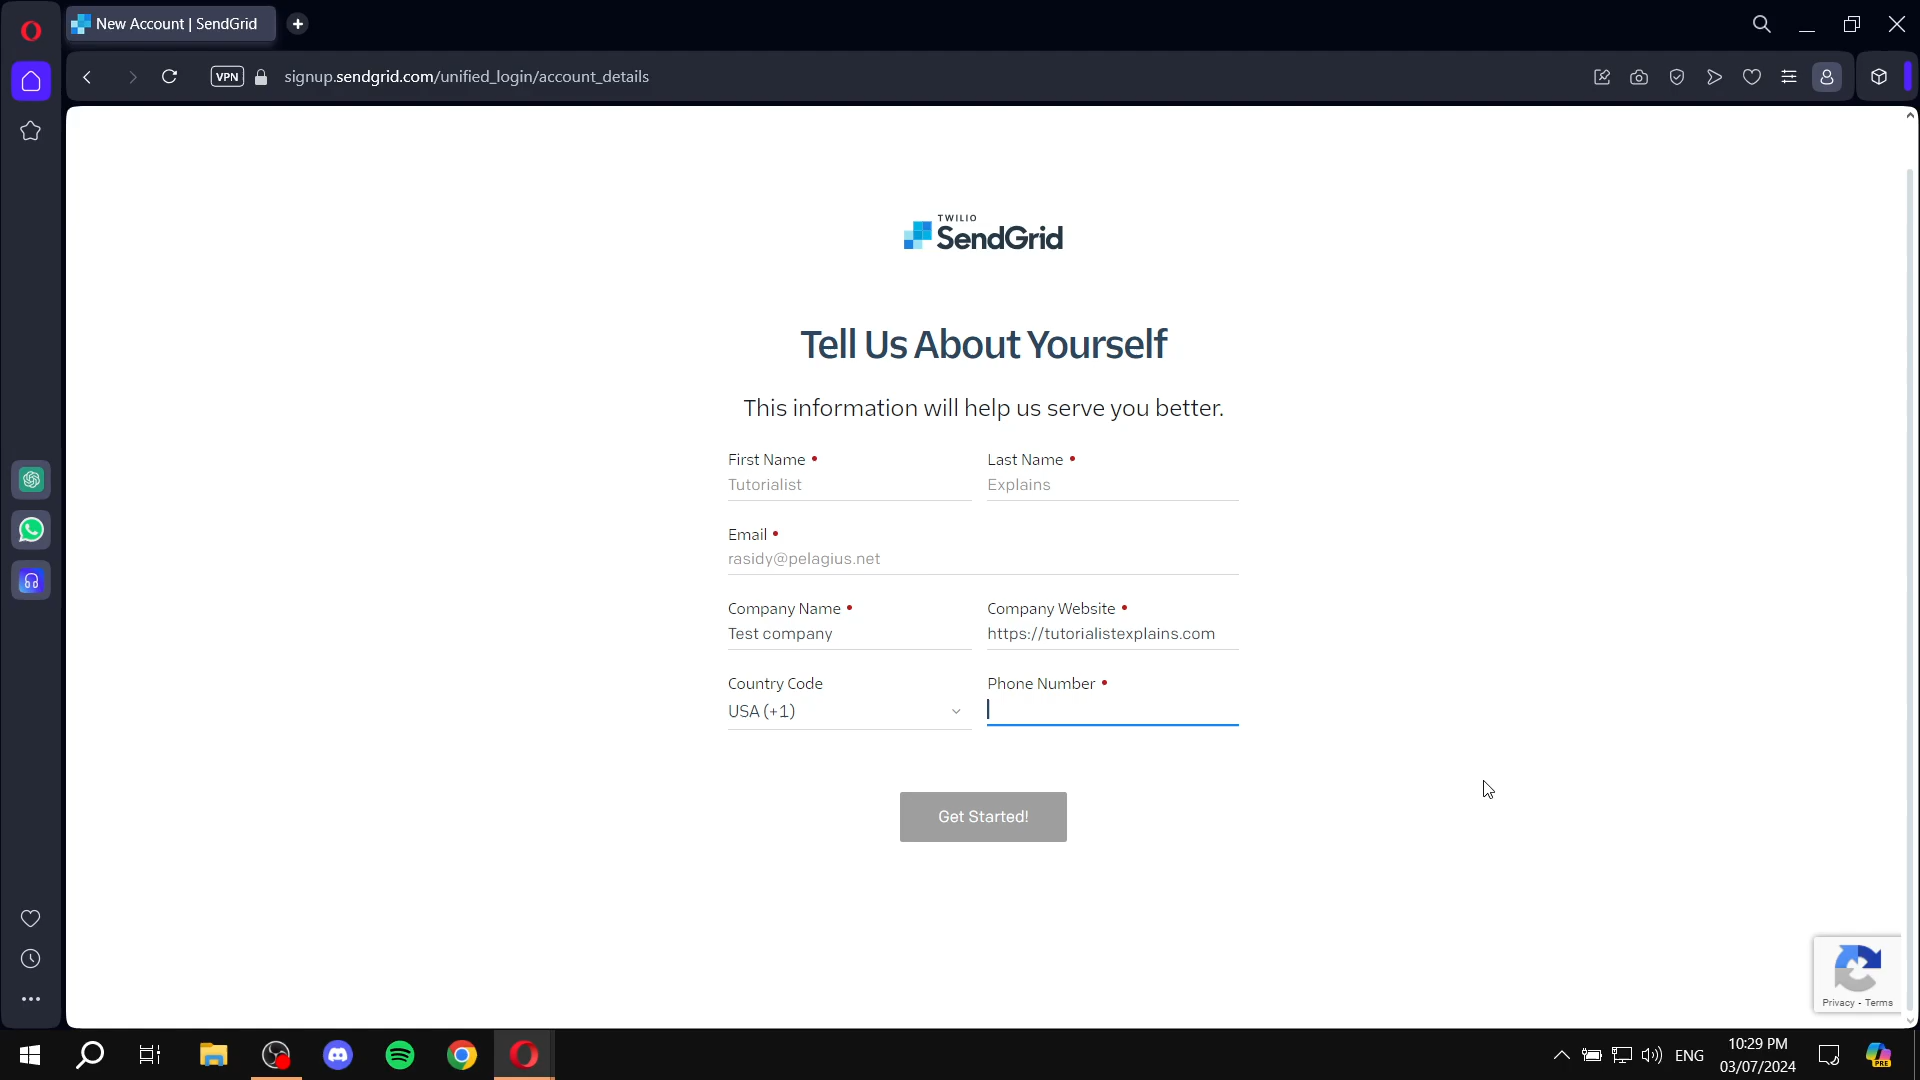 New Account | SendGrid
VPN
signup.sendgrid.com/unified_login/account_details
TWILIO
SendGrid
Tell Us About Yourself
This information will help us serve you better.
First Name •
Last Name •
Tutorialist
Explains
Email •
rasidy@pelagius.net
Company Name •
Company Website •
Test company
https://tutorialistexplains.com
Country Code
Phone Number •
USA (+1)
Get Started!
Privacy - Terms
ENG
10:29 PM
03/07/2024
PRE